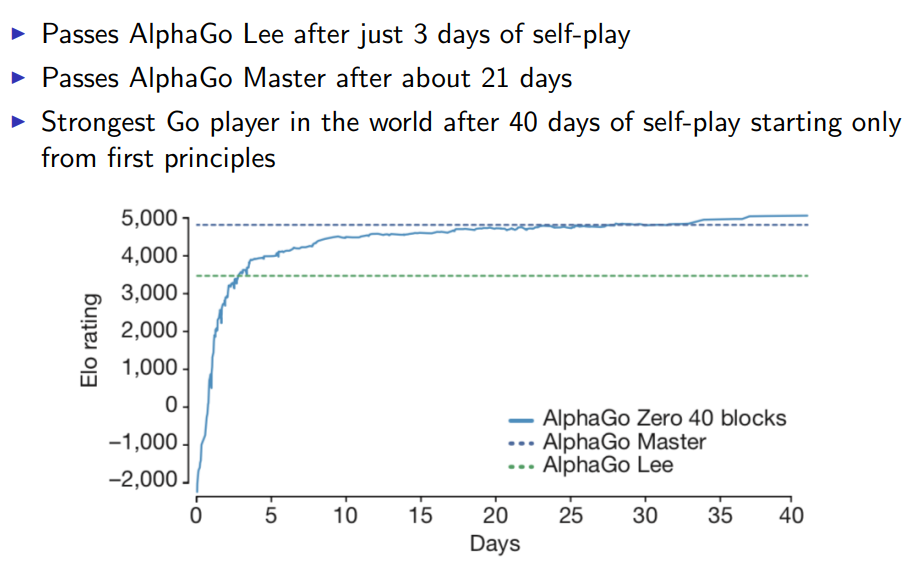 Passes AlphaGo Lee after just 3 days of self-play
Passes AlphaGo Master after about 21 days
Strongest Go player in the world after 40 days of self-play starting only
from first principles
5,000
4,000
3,000
2,000
1,000
0
−1,000
−2,000
Elo rating
AlphaGo Zero 40 blocks
AlphaGo Master
AlphaGo Lee
0 5 10 15 20 25 30 35 40
Days